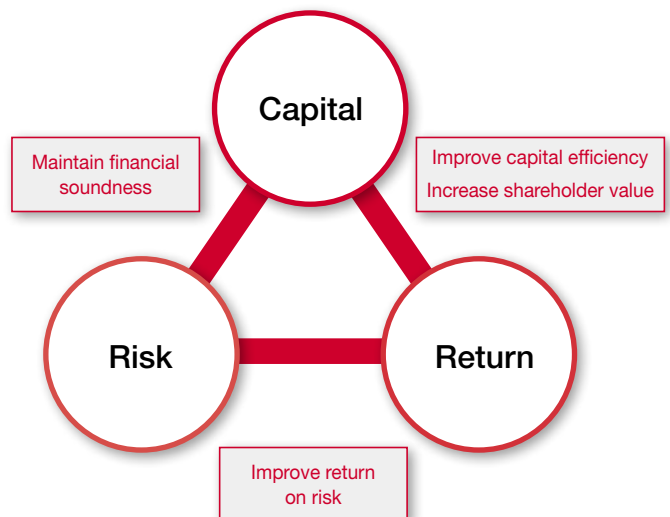 Capital
Maintain financial
soundness
Improve capital efficiency
Increase shareholder value
Risk
Return
Improve return
on risk